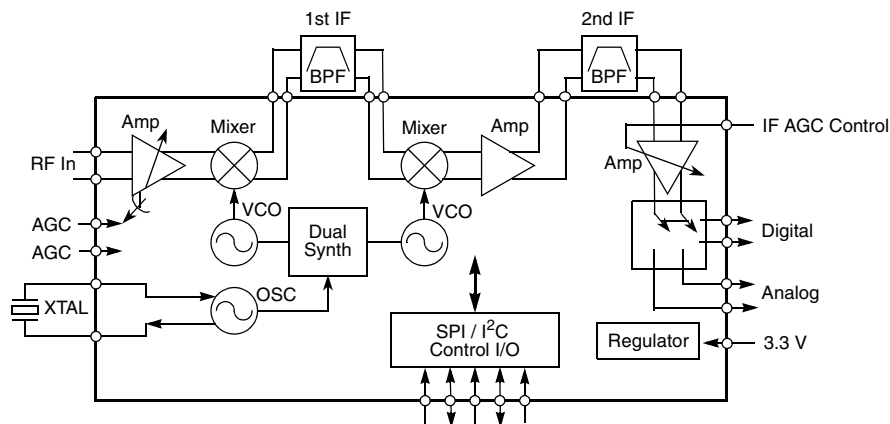 1st IF
2nd IF
BPF
BPF
Amp
Mixer
Mixer
Amp
IF AGC Control
RF In
Amp
AGC
VCO
VCO
Dual
Synth
Digital
AGC
XTAL
OSC
Analog
SPI / I²C
Control I/O
Regulator
3.3 V